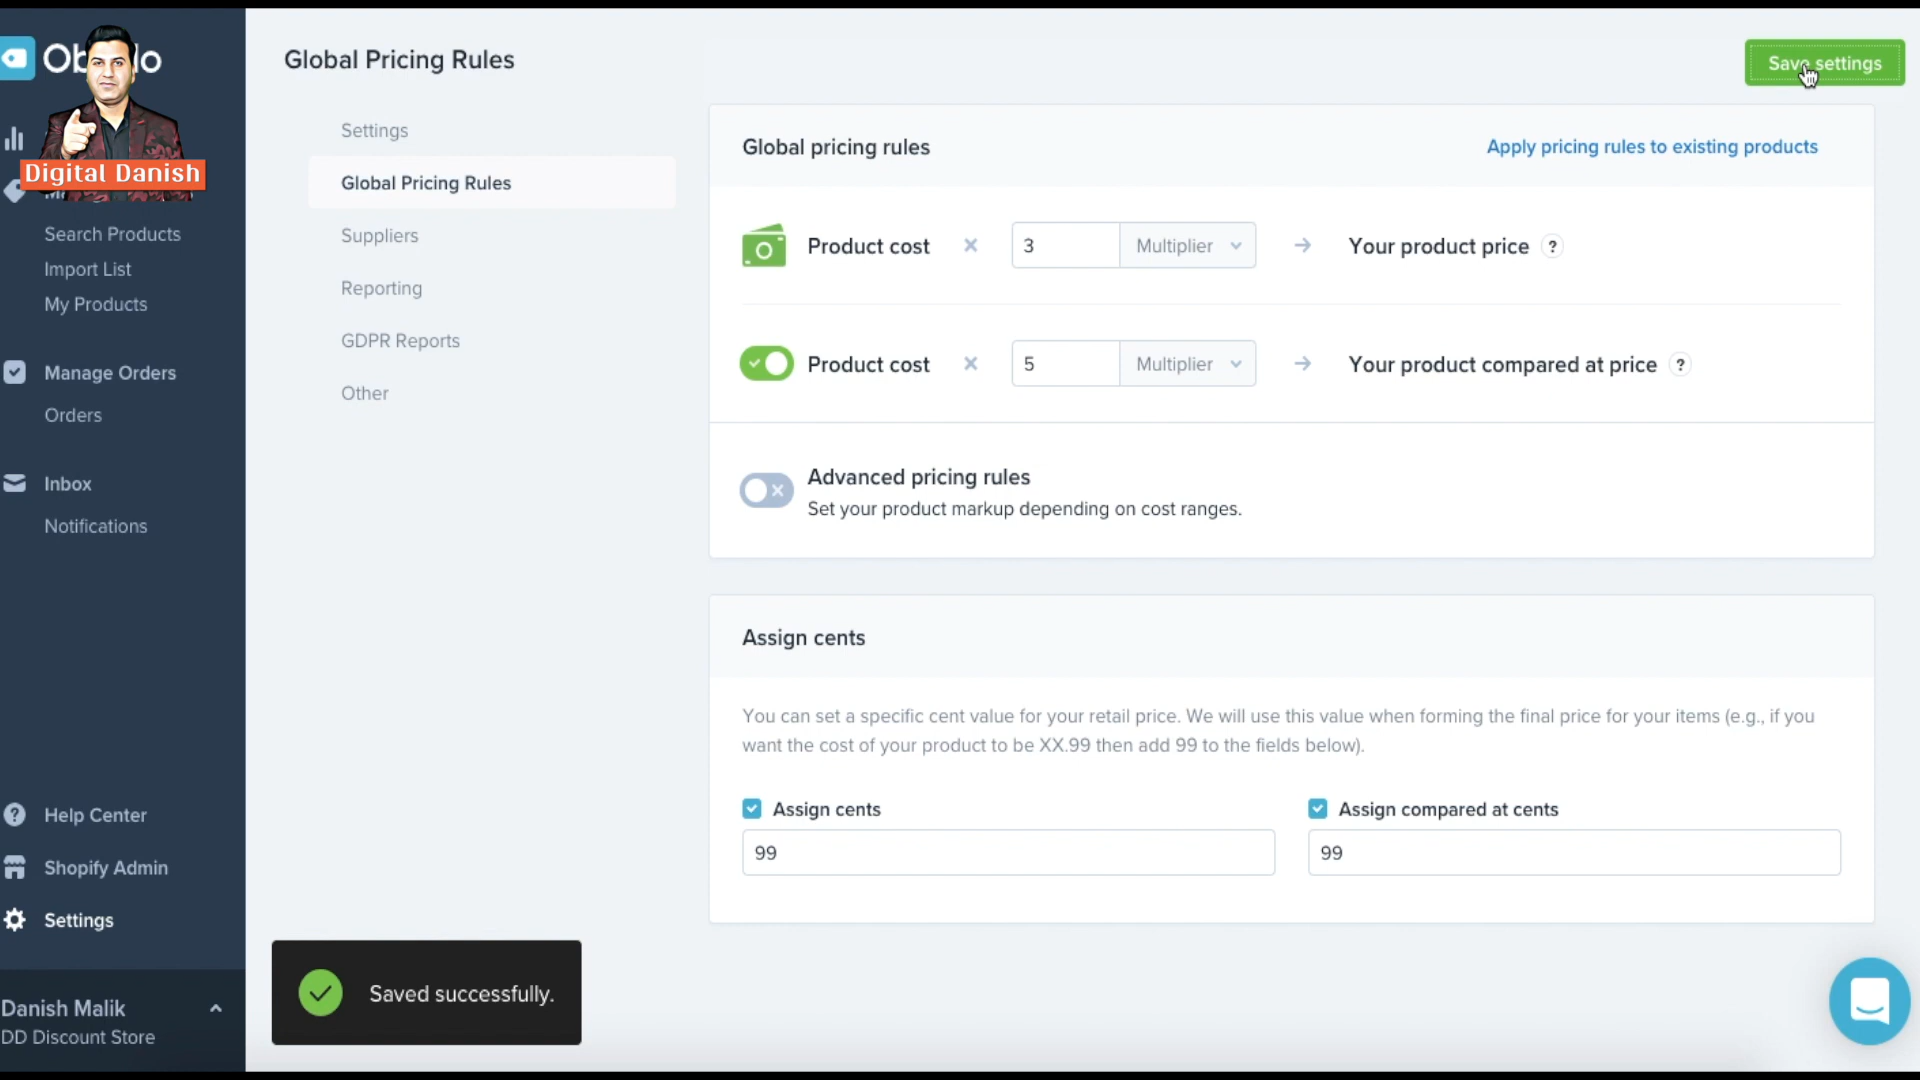 Global Pricing Rules
Save settings
Digital Danish
Search Products
Import List
My Products
Manage Orders
Orders
Inbox
Notifications
Help Center
Shopify Admin
Settings
Danish Malik
DD Discount Store
Settings
Global Pricing Rules
Suppliers
Reporting
GDPR Reports
Other
Global pricing rules
Apply pricing rules to existing products
Product cost
3
Multiplier
Your product price ?
Product cost
5
Multiplier
Your product compared at price ?
Advanced pricing rules
Set your product markup depending on cost ranges.
Assign cents
You can set a specific cent value for your retail price. We will use this value when forming the final price for your items (e.g., if you
want the cost of your product to be XX.99 then add 99 to the fields below).
Assign cents
99
Assign compared at cents
99
Saved successfully.